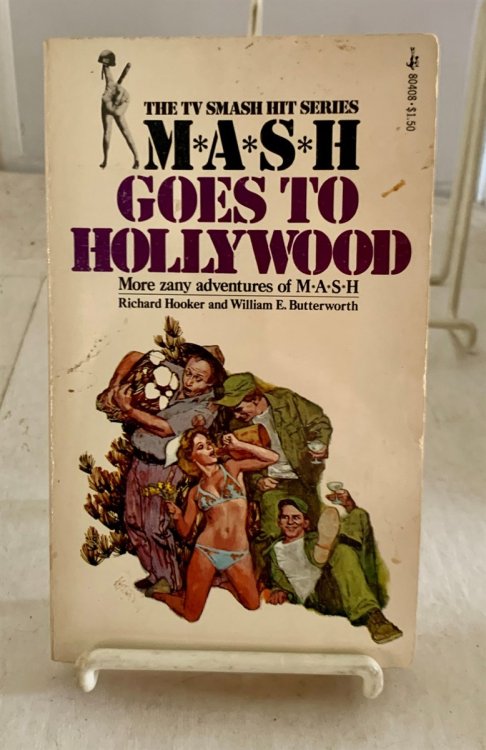 80408 • $1.50
THE TV SMASH HIT SERIES
M*A*S*H
GOES TO
HOLLYWOOD
More zany adventures of M•A•S•H
Richard Hooker and William E. Butterworth